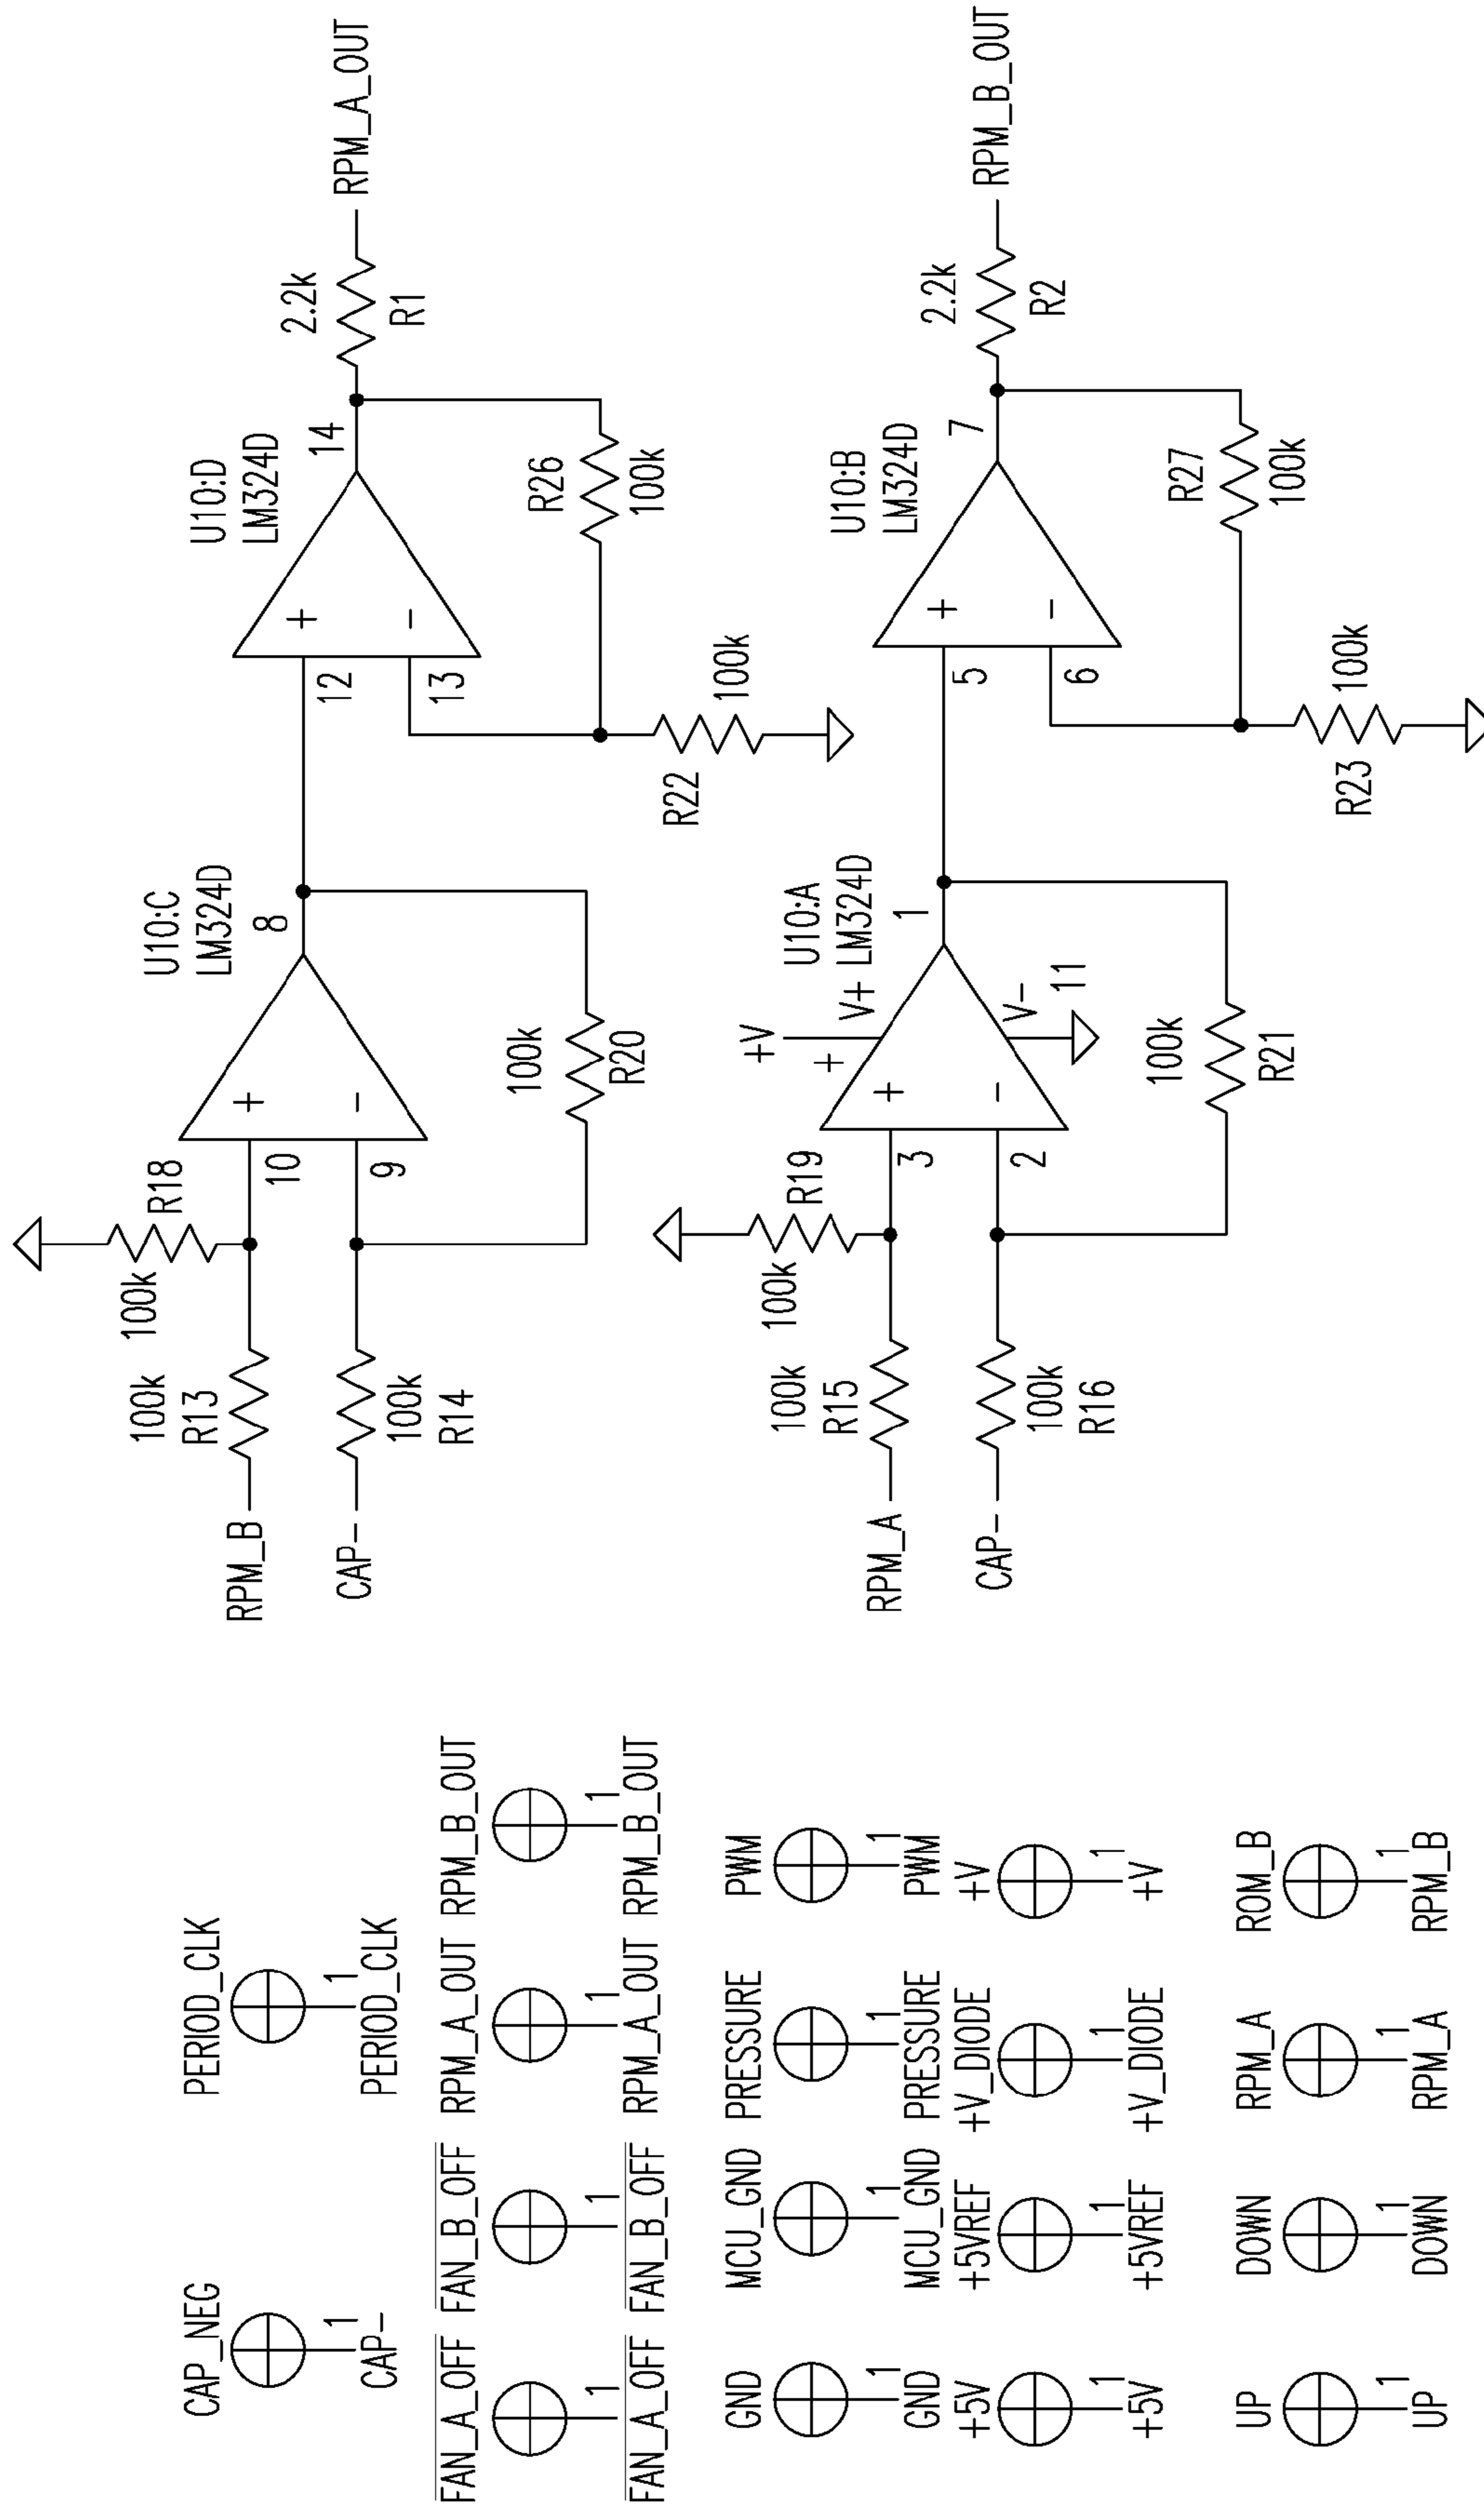 PERIOD_CLK
1
PERIOD_CLK
CAP_NEG
1
CAP-
RPM_B_OUT
1
RPM_B_OUT
RPM_A_OUT
1
RPM_A_OUT
FAN_B_OFF
1
FAN_B_OFF
FAN_A_OFF
1
FAN_A_OFF
PWM
1
PWM
PRESSURE
1
PRESSURE
MCU_GND
1
MCU_GND
GND
1
GND
+V
1
+V
+V_DIODE
1
+V_DIODE
+5VREF
1
+5VREF
+5V
1
+5V
ROM_B
1
RPM_B
RPM_A
1
RPM_A
DOWN
1
DOWN
UP
1
UP
RPM_B
CAP-
100k
R13
100k
R14
100k
R18
10
9
+
-
U10:C
LM324D
8
100k
R20
12
13
+
-
U10:D
LM324D
14
R26
100k
R22
100k
2.2k
R1
RPM_A_OUT
RPM_A
CAP-
100k
R15
100k
R16
100k
R19
3
2
+
-
+V
+
V+
V-
11
U10:A
LM324D
1
100k
R21
5
6
+
-
U10:B
LM324D
7
R27
100k
R23
100k
2.2k
R2
RPM_B_OUT